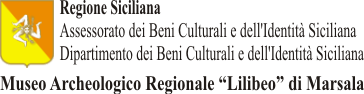 Regione Siciliana
Assessorato dei Beni Culturali e dell'Identità Siciliana
Dipartimento dei Beni Culturali e dell'Identità Siciliana
Museo Archeologico Regionale “Lilibeo” di Marsala